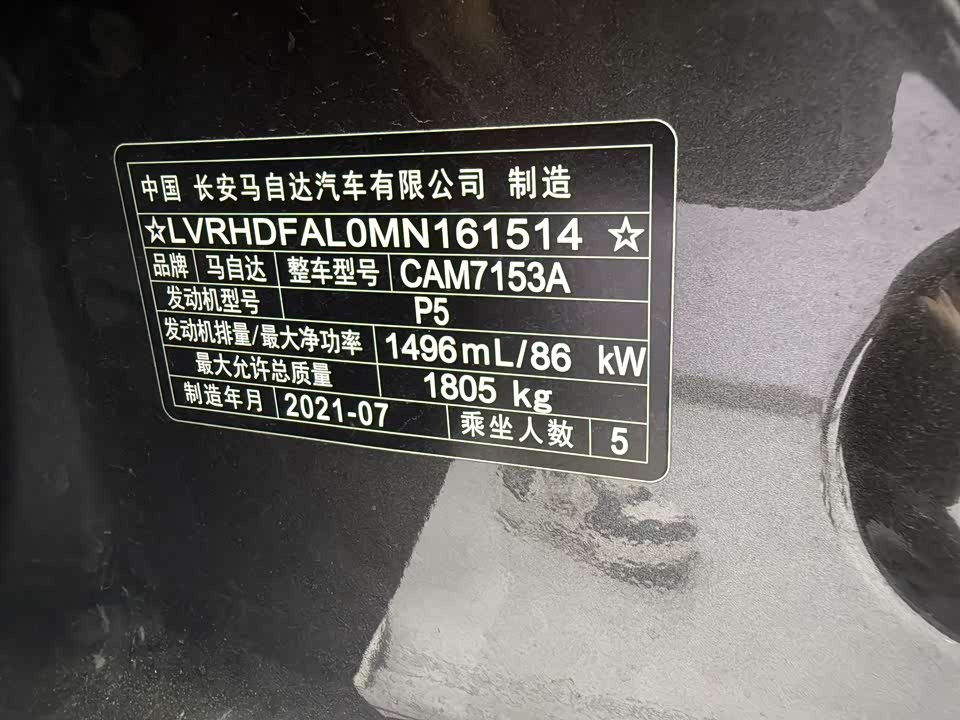 中国 长安马自达汽车有限公司 制造
☆LVRHDFAL0MN161514☆
品牌 马自达 整车型号 CAM7153A
发动机型号 P5
发动机排量/最大净功率 1496mL/86 kW
最大允许总质量 1805 kg
制造年月 2021-07 乘坐人数 5